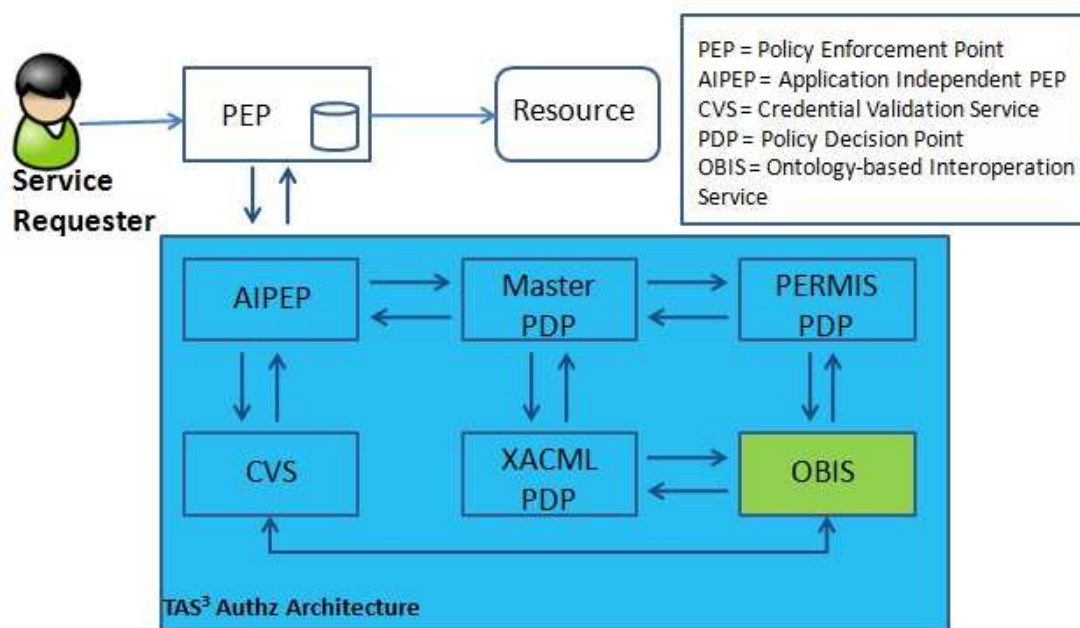 PEP = Policy Enforcement Point
AIPEP = Application Independent PEP
CVS = Credential Validation Service
PDP = Policy Decision Point
OBIS = Ontology-based Interoperation
Service
PEP
Resource
Service
Requester
AIPEP
Master
PDP
PERMIS
PDP
CVS
XACML
PDP
OBIS
TAS³ Authz Architecture